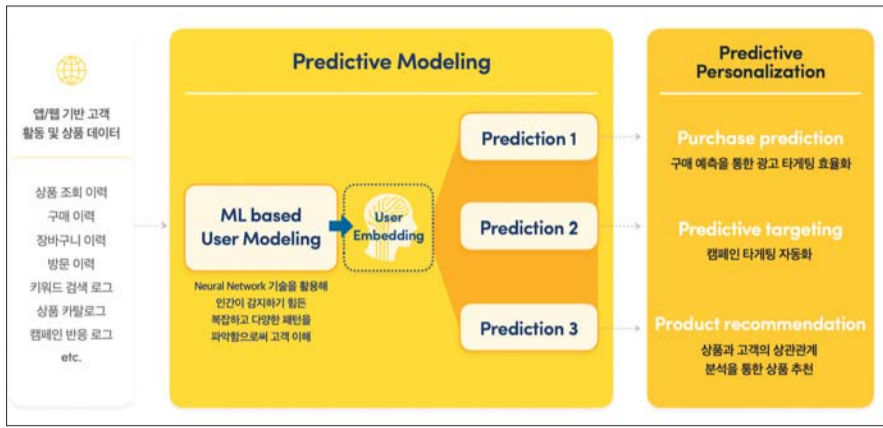 앱/웹 기반 고객
활동 및 상품 데이터
상품 조회 이력
구매 이력
장바구니 이력
방문 이력
키워드 검색 로그
상품 카탈로그
캠페인 반응 로그
etc.
Predictive Modeling
ML based
User Modeling
Neural Network 기술을 활용해
인간이 감지하기 힘든
복잡하고 다양한 패턴을
파악함으로써 고객 이해
User
Embedding
Prediction 1
Prediction 2
Prediction 3
Predictive
Personalization
Purchase prediction
구매 예측을 통한 광고 타게팅 효율화
Predictive targeting
캠페인 타게팅 자동화
Product recommendation
상품과 고객의 상관관계
분석을 통한 상품 추천